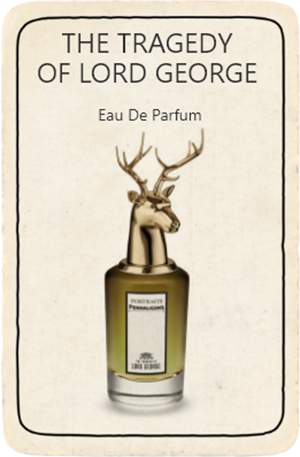 THE TRAGEDY
OF LORD GEORGE
Eau De Parfum
PORTRAITS
PENHALIGON'S
LORD GEORGE